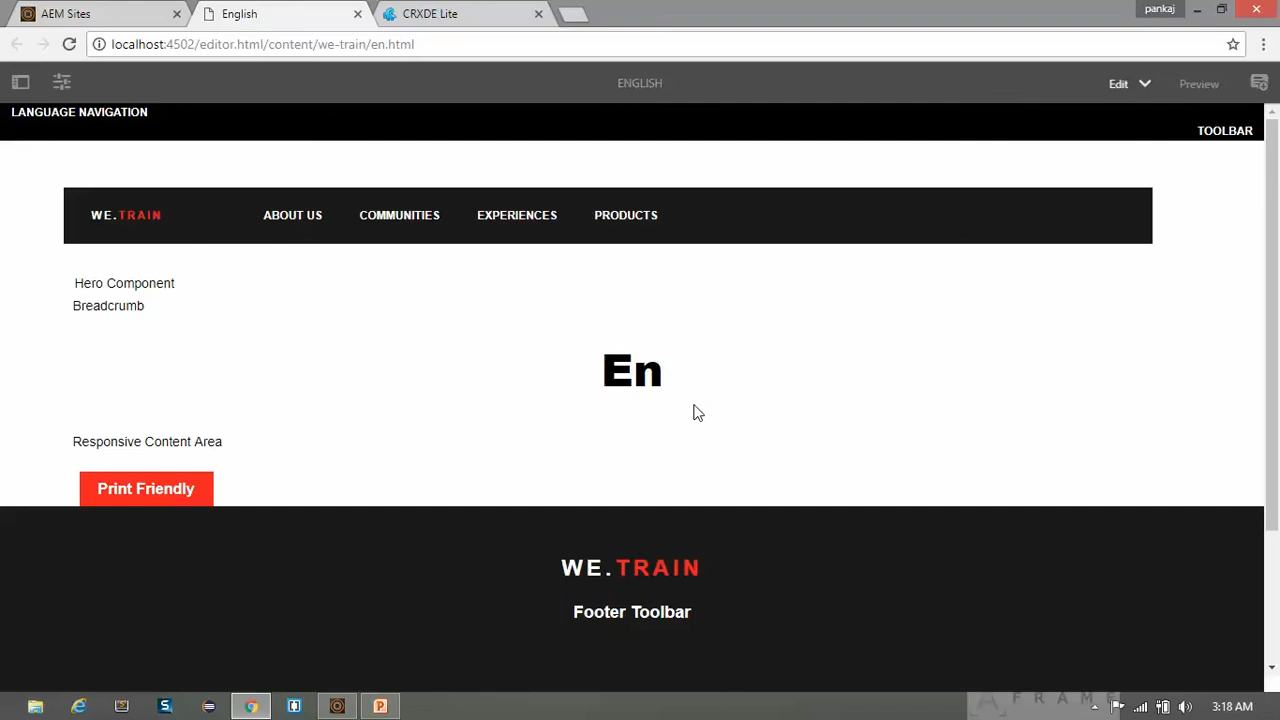 AEM Sites
English
CRXDE Lite
pankaj
localhost:4502/editor.html/content/we-train/en.html
ENGLISH
Edit
Preview
LANGUAGE NAVIGATION
TOOLBAR
WE.TRAIN
ABOUT US
COMMUNITIES
EXPERIENCES
PRODUCTS
Hero Component
Breadcrumb
En
Responsive Content Area
Print Friendly
WE.TRAIN
Footer Toolbar
FRAME
3:18 AM